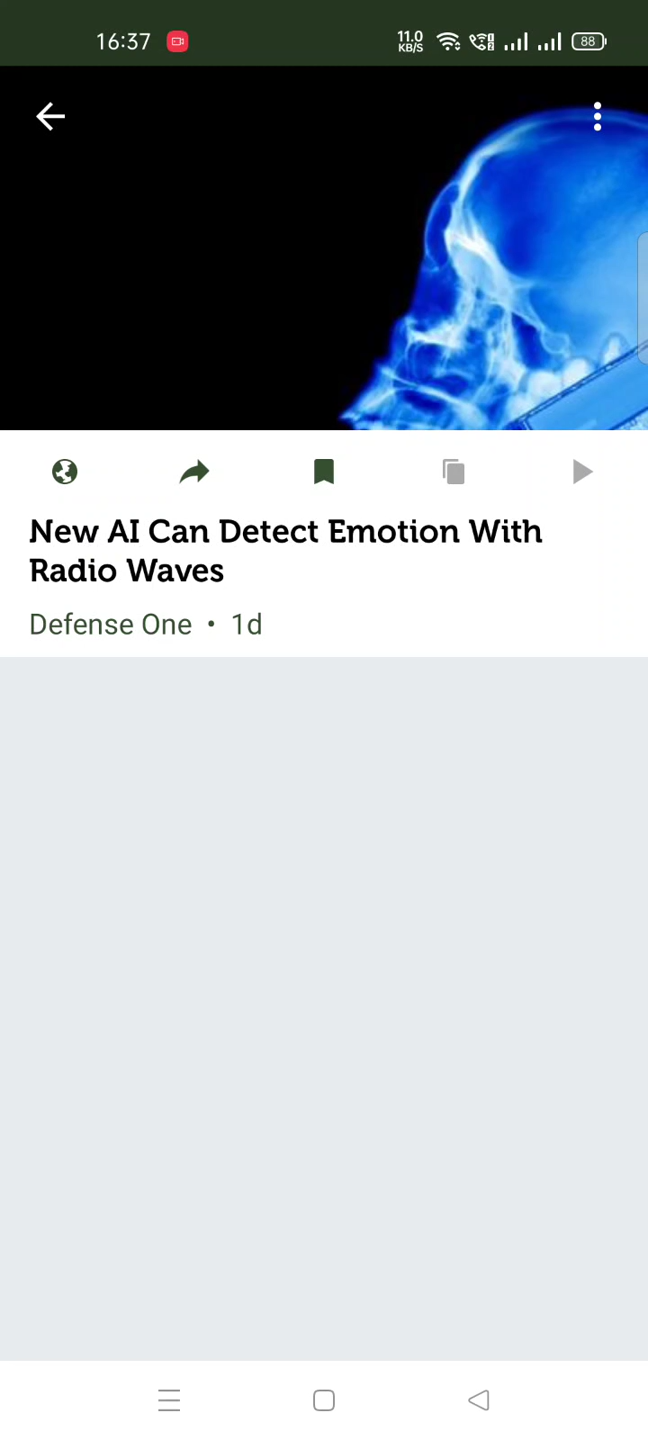 16:37
11.0
KB/S
88
New AI Can Detect Emotion With
Radio Waves
Defense One • 1d